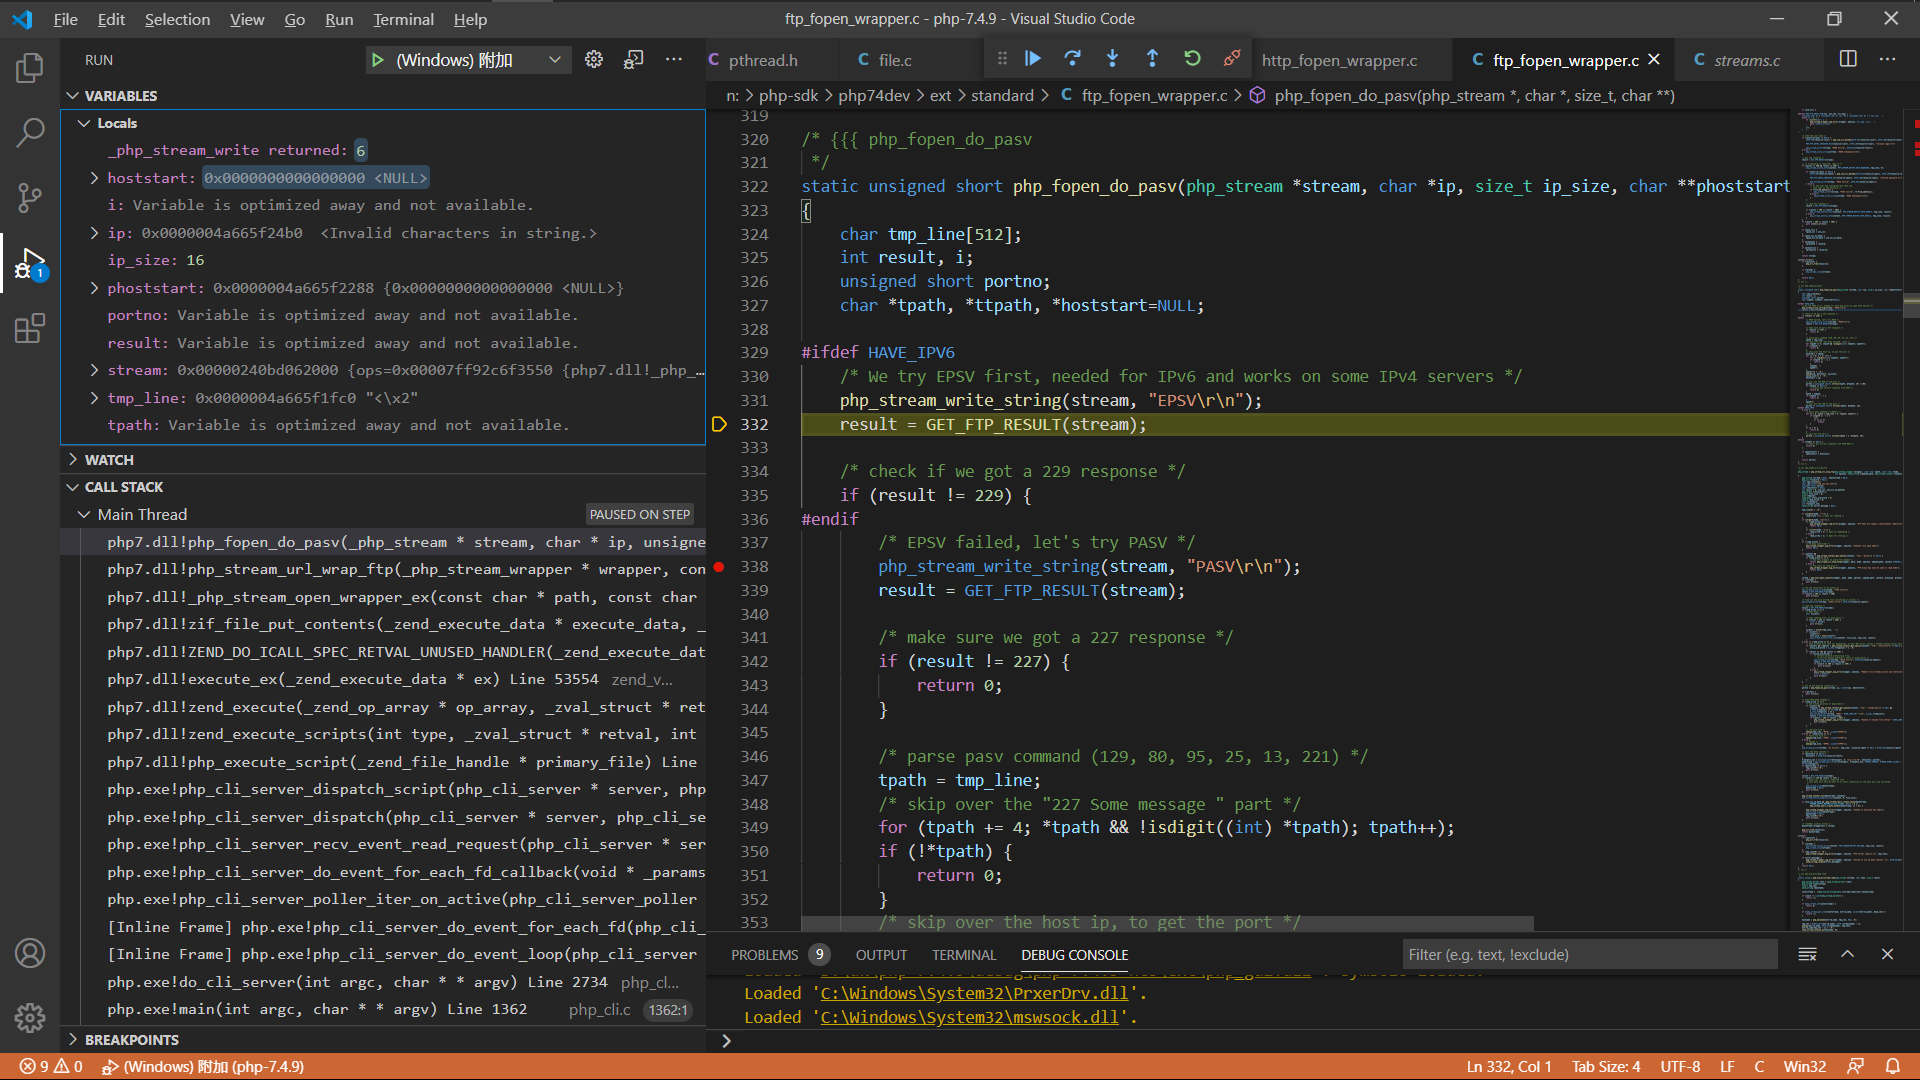 File Edit Selection View Go Run Terminal Help
ftp_fopen_wrapper.c - php-7.4.9 - Visual Studio Code
RUN
(Windows) 附加
pthread.h
file.c
http_fopen_wrapper.c
ftp_fopen_wrapper.c
streams.c
n: > php-sdk > php74dev > ext > standard > C ftp_fopen_wrapper.c > php_fopen_do_pasv(php_stream *, char *, size_t, char **)
VARIABLES
Locals
_php_stream_write returned: 6
hoststart: 0x0000000000000000 <NULL>
i: Variable is optimized away and not available.
ip: 0x0000004a665f24b0 <Invalid characters in string.>
ip_size: 16
phoststart: 0x0000004a665f2288 {0x0000000000000000 <NULL>}
portno: Variable is optimized away and not available.
result: Variable is optimized away and not available.
stream: 0x00000240bd062000 {ops=0x00007ff92c6f3550 {php7.dll!_php_…
tmp_line: 0x0000004a665f1fc0 "<\x2"
tpath: Variable is optimized away and not available.
WATCH
CALL STACK
Main Thread
PAUSED ON STEP
php7.dll!php_fopen_do_pasv(_php_stream * stream, char * ip, unsigne
php7.dll!php_stream_url_wrap_ftp(_php_stream_wrapper * wrapper, con
php7.dll!_php_stream_open_wrapper_ex(const char * path, const char
php7.dll!zif_file_put_contents(_zend_execute_data * execute_data, _
php7.dll!ZEND_DO_ICALL_SPEC_RETVAL_UNUSED_HANDLER(_zend_execute_dat
php7.dll!execute_ex(_zend_execute_data * ex) Line 53554 zend_v...
php7.dll!zend_execute(_zend_op_array * op_array, _zval_struct * ret
php7.dll!zend_execute_scripts(int type, _zval_struct * retval, int
php7.dll!php_execute_script(_zend_file_handle * primary_file) Line
php.exe!php_cli_server_dispatch_script(php_cli_server * server, php
php.exe!php_cli_server_dispatch(php_cli_server * server, php_cli_se
php.exe!php_cli_server_recv_event_read_request(php_cli_server * ser
php.exe!php_cli_server_do_event_for_each_fd_callback(void * _params
php.exe!php_cli_server_poller_iter_on_active(php_cli_server_poller
[Inline Frame] php.exe!php_cli_server_do_event_for_each_fd(php_cli_
[Inline Frame] php.exe!php_cli_server_do_event_loop(php_cli_server
php.exe!do_cli_server(int argc, char * * argv) Line 2734 php_cl...
php.exe!main(int argc, char * * argv) Line 1362 php_cli.c 1362:1
BREAKPOINTS
319
320 /* {{{ php_fopen_do_pasv
321 */
322 static unsigned short php_fopen_do_pasv(php_stream *stream, char *ip, size_t ip_size, char **phoststart
323 {
324 char tmp_line[512];
325 int result, i;
326 unsigned short portno;
327 char *tpath, *ttpath, *hoststart=NULL;
328
329 #ifdef HAVE_IPV6
330 /* We try EPSV first, needed for IPv6 and works on some IPv4 servers */
331 php_stream_write_string(stream, "EPSV\r\n");
332 result = GET_FTP_RESULT(stream);
333
334 /* check if we got a 229 response */
335 if (result != 229) {
336 #endif
337 /* EPSV failed, let's try PASV */
338 php_stream_write_string(stream, "PASV\r\n");
339 result = GET_FTP_RESULT(stream);
340
341 /* make sure we got a 227 response */
342 if (result != 227) {
343 return 0;
344 }
345
346 /* parse pasv command (129, 80, 95, 25, 13, 221) */
347 tpath = tmp_line;
348 /* skip over the "227 Some message " part */
349 for (tpath += 4; *tpath && !isdigit((int) *tpath); tpath++);
350 if (!*tpath) {
351 return 0;
352 }
353 /* skip over the host ip, to get the port */
PROBLEMS 9 OUTPUT TERMINAL DEBUG CONSOLE
Filter (e.g. text, !exclude)
Loaded 'C:\Windows\System32\PrxerDrv.dll'.
Loaded 'C:\Windows\System32\mswsock.dll'.
9 0 (Windows) 附加 (php-7.4.9)
Ln 332, Col 1 Tab Size: 4 UTF-8 LF C Win32